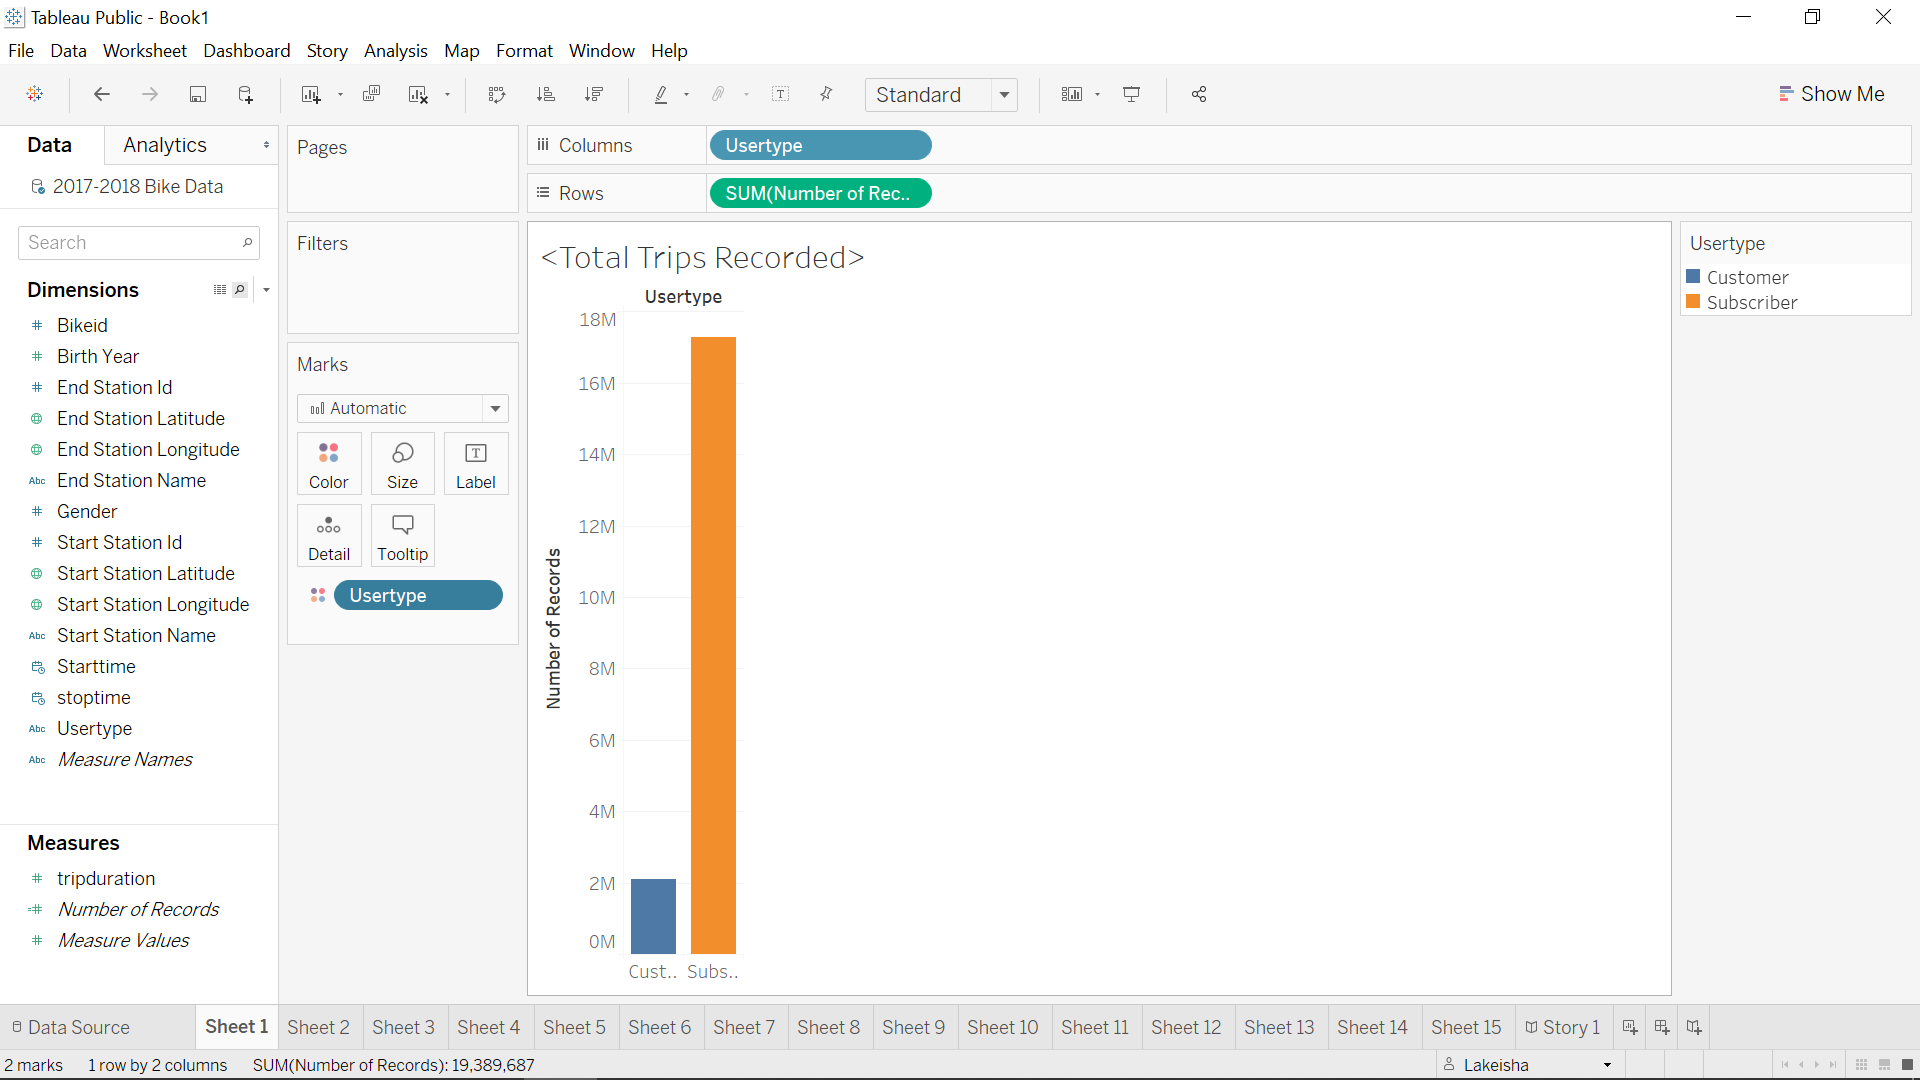 Tableau Public - Book1
File Data Worksheet Dashboard Story Analysis Map Format Window Help
Standard
Show Me
Data Analytics
2017-2018 Bike Data
Search
Dimensions
Bikeid
Birth Year
End Station Id
End Station Latitude
End Station Longitude
Abc End Station Name
Gender
Start Station Id
Start Station Latitude
Start Station Longitude
Abc Start Station Name
Starttime
stoptime
Abc Usertype
Abc Measure Names
Measures
tripduration
Number of Records
Measure Values
Pages
Filters
Marks
Automatic
Color Size Label
Detail Tooltip
Usertype
Columns Usertype
Rows SUM(Number of Rec..
<Total Trips Recorded>
Usertype
18M
16M
14M
12M
10M
8M
6M
4M
2M
0M
Number of Records
Cust.. Subs..
Usertype
Customer
Subscriber
Data Source Sheet 1 Sheet 2 Sheet 3 Sheet 4 Sheet 5 Sheet 6 Sheet 7 Sheet 8 Sheet 9 Sheet 10 Sheet 11 Sheet 12 Sheet 13 Sheet 14 Sheet 15 Story 1
2 marks 1 row by 2 columns SUM(Number of Records): 19,389,687 Lakeisha